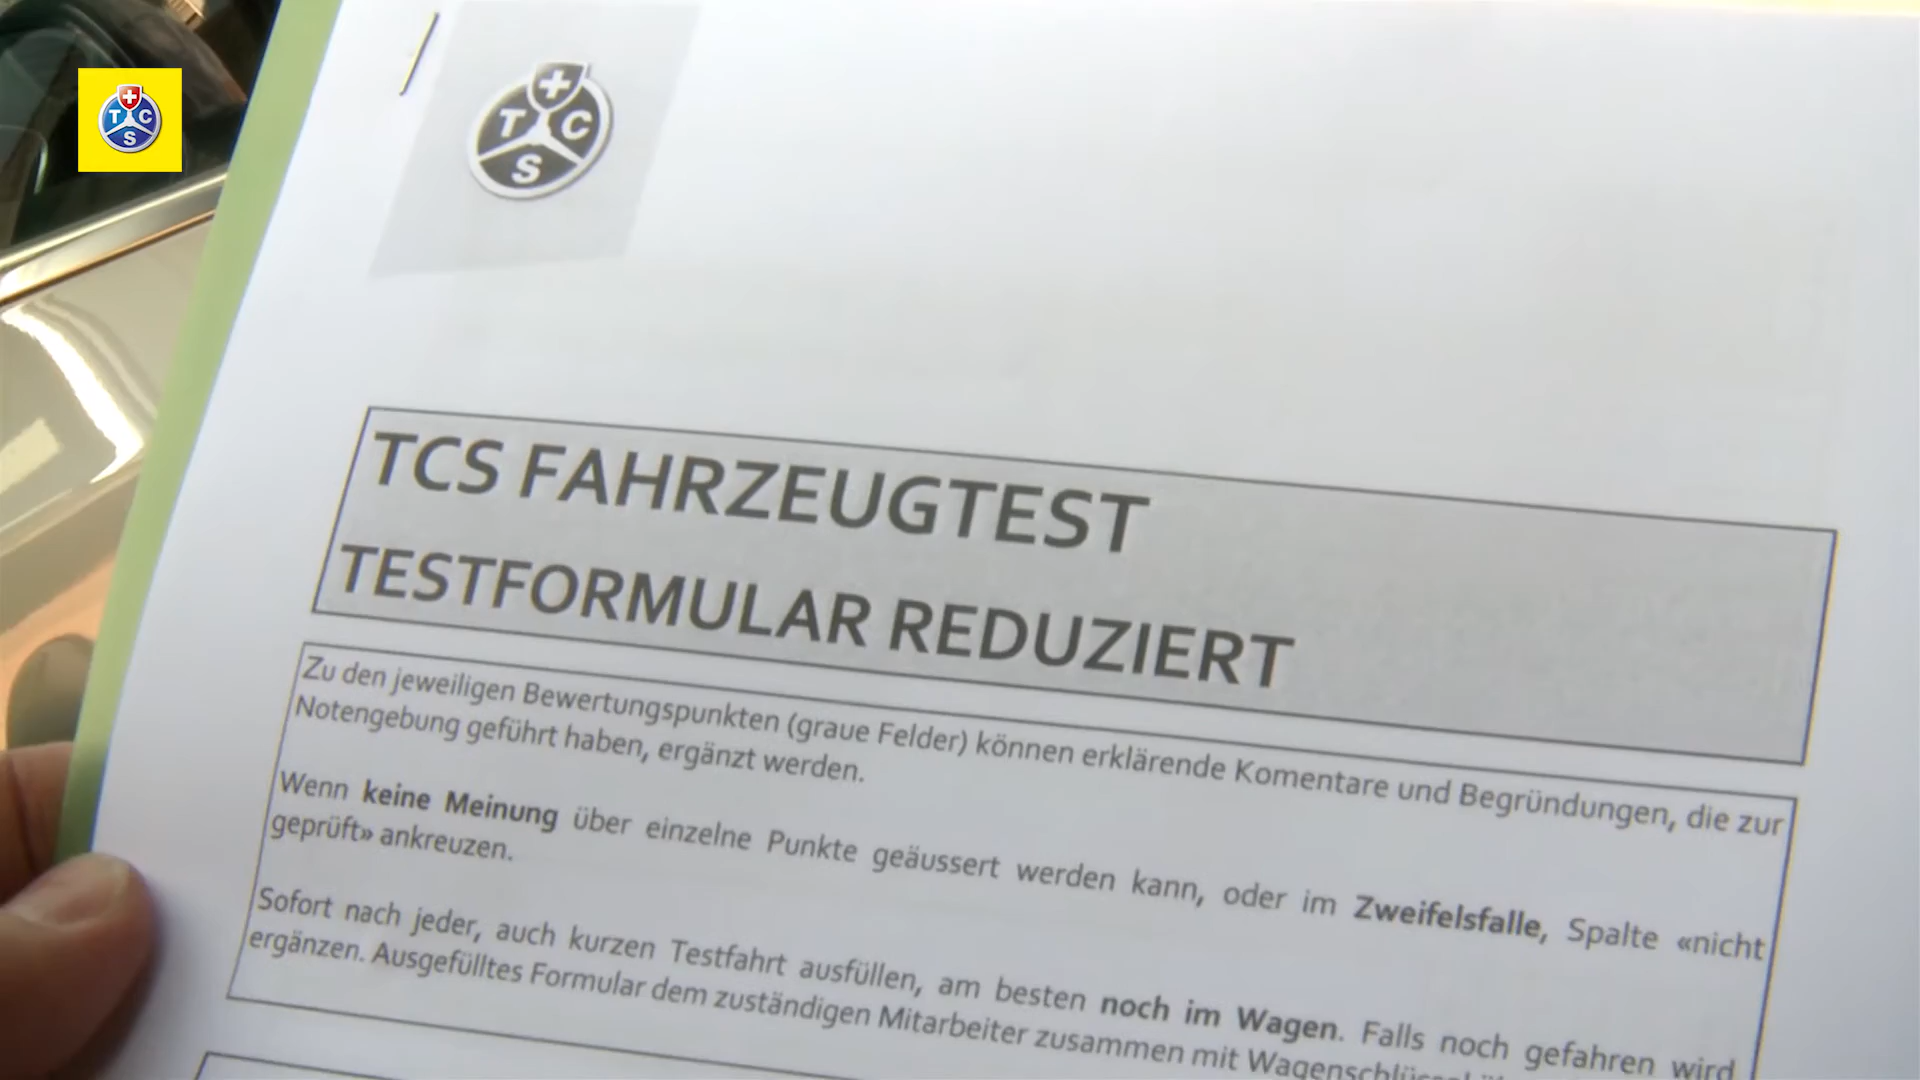 T C S
T C S
TCS FAHRZEUGTEST
TESTFORMULAR REDUZIERT
Zu den jeweiligen Bewertungspunkten (graue Felder) können erklärende Komentare und Begründungen, die zur
Notengebung geführt haben, ergänzt werden.
Wenn keine Meinung über einzelne Punkte geäussert werden kann, oder im Zweifelsfalle, Spalte «nicht
geprüft» ankreuzen.
Sofort nach jeder, auch kurzen Testfahrt ausfüllen, am besten noch im Wagen. Falls noch gefahren wird
ergänzen. Ausgefülltes Formular dem zuständigen Mitarbeiter zusammen mit